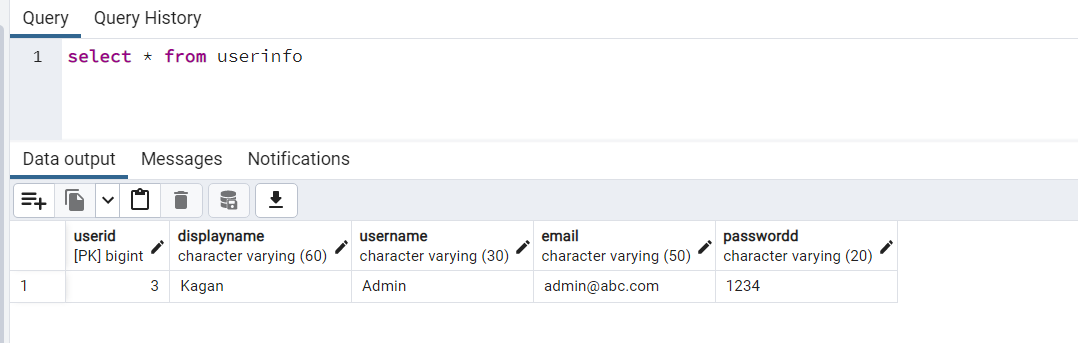 Query Query History
1 select * from userinfo
Data output Messages Notifications
userid displayname username email passwordd
[PK] bigint character varying (60) character varying (30) character varying (50) character varying (20)
1 3 Kagan Admin admin@abc.com 1234